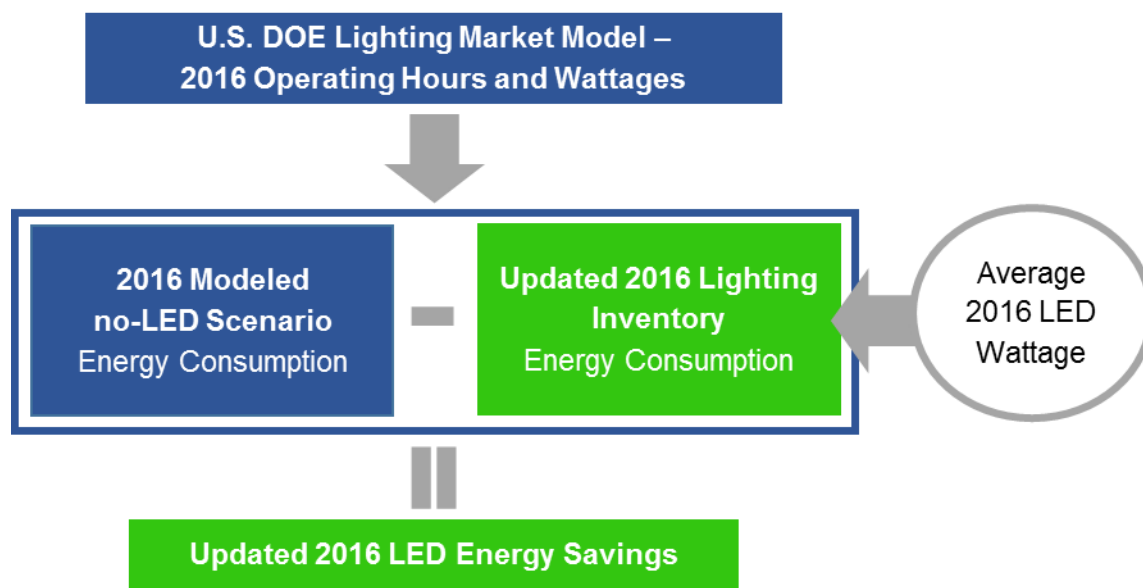 U.S. DOE Lighting Market Model –
2016 Operating Hours and Wattages
2016 Modeled
no-LED Scenario
Energy Consumption
Updated 2016 Lighting
Inventory
Energy Consumption
Average
2016 LED
Wattage
Updated 2016 LED Energy Savings